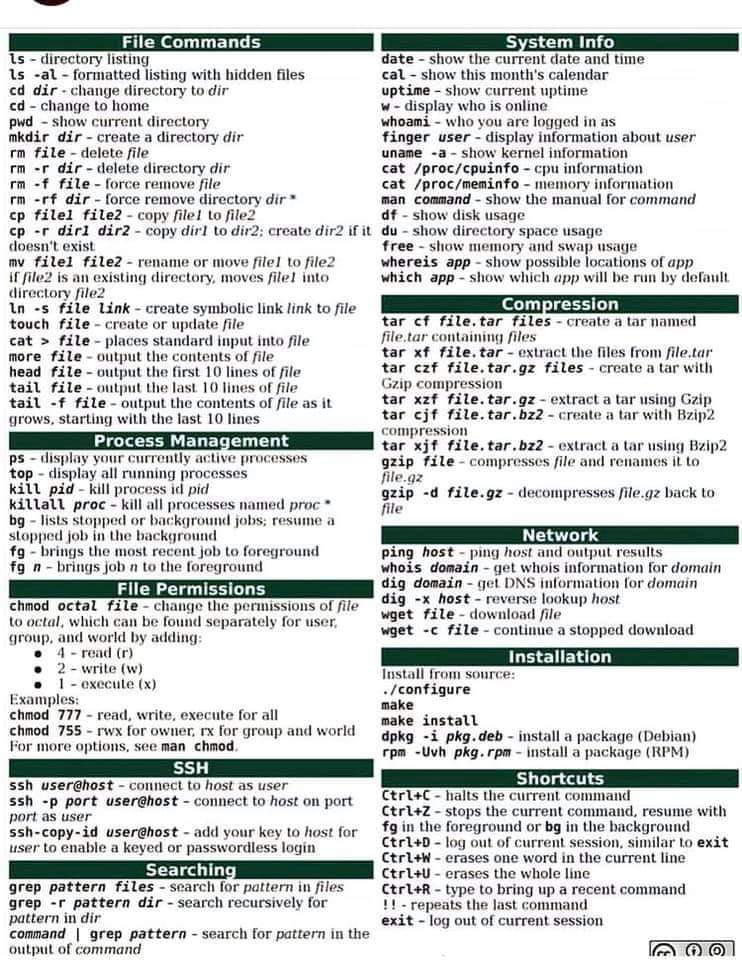 File Commands
ls – directory listing
ls -al – formatted listing with hidden files
cd dir - change directory to dir
cd – change to home
pwd – show current directory
mkdir dir – create a directory dir
rm file – delete file
rm -r dir – delete directory dir
rm -f file – force remove file
rm -rf dir – force remove directory dir *
cp file1 file2 – copy file1 to file2
cp -r dir1 dir2 – copy dir1 to dir2; create dir2 if it
doesn't exist
mv file1 file2 – rename or move file1 to file2
if file2 is an existing directory, moves file1 into
directory file2
ln -s file link – create symbolic link link to file
touch file – create or update file
cat > file – places standard input into file
more file – output the contents of file
head file – output the first 10 lines of file
tail file – output the last 10 lines of file
tail -f file – output the contents of file as it
grows, starting with the last 10 lines
Process Management
ps – display your currently active processes
top – display all running processes
kill pid – kill process id pid
killall proc – kill all processes named proc *
bg – lists stopped or background jobs; resume a
stopped job in the background
fg – brings the most recent job to foreground
fg n – brings job n to the foreground
File Permissions
chmod octal file – change the permissions of file
to octal, which can be found separately for user,
group, and world by adding:
● 4 – read (r)
● 2 – write (w)
● 1 – execute (x)
Examples:
chmod 777 – read, write, execute for all
chmod 755 – rwx for owner, rx for group and world
For more options, see man chmod.
SSH
ssh user@host – connect to host as user
ssh -p port user@host – connect to host on port
port as user
ssh-copy-id user@host – add your key to host for
user to enable a keyed or passwordless login
Searching
grep pattern files – search for pattern in files
grep -r pattern dir – search recursively for
pattern in dir
command | grep pattern – search for pattern in the
output of command
System Info
date – show the current date and time
cal – show this month's calendar
uptime – show current uptime
w – display who is online
whoami – who you are logged in as
finger user – display information about user
uname -a – show kernel information
cat /proc/cpuinfo – cpu information
cat /proc/meminfo – memory information
man command – show the manual for command
df – show disk usage
du – show directory space usage
free – show memory and swap usage
whereis app – show possible locations of app
which app – show which app will be run by default
Compression
tar cf file.tar files – create a tar named
file.tar containing files
tar xf file.tar – extract the files from file.tar
tar czf file.tar.gz files – create a tar with
Gzip compression
tar xzf file.tar.gz – extract a tar using Gzip
tar cjf file.tar.bz2 – create a tar with Bzip2
compression
tar xjf file.tar.bz2 – extract a tar using Bzip2
gzip file – compresses file and renames it to
file.gz
gzip -d file.gz – decompresses file.gz back to
file
Network
ping host – ping host and output results
whois domain – get whois information for domain
dig domain – get DNS information for domain
dig -x host – reverse lookup host
wget file – download file
wget -c file – continue a stopped download
Installation
Install from source:
./configure
make
make install
dpkg -i pkg.deb – install a package (Debian)
rpm -Uvh pkg.rpm – install a package (RPM)
Shortcuts
Ctrl+C – halts the current command
Ctrl+Z – stops the current command, resume with
fg in the foreground or bg in the background
Ctrl+D – log out of current session, similar to exit
Ctrl+W – erases one word in the current line
Ctrl+U – erases the whole line
Ctrl+R – type to bring up a recent command
!! - repeats the last command
exit – log out of current session
cc